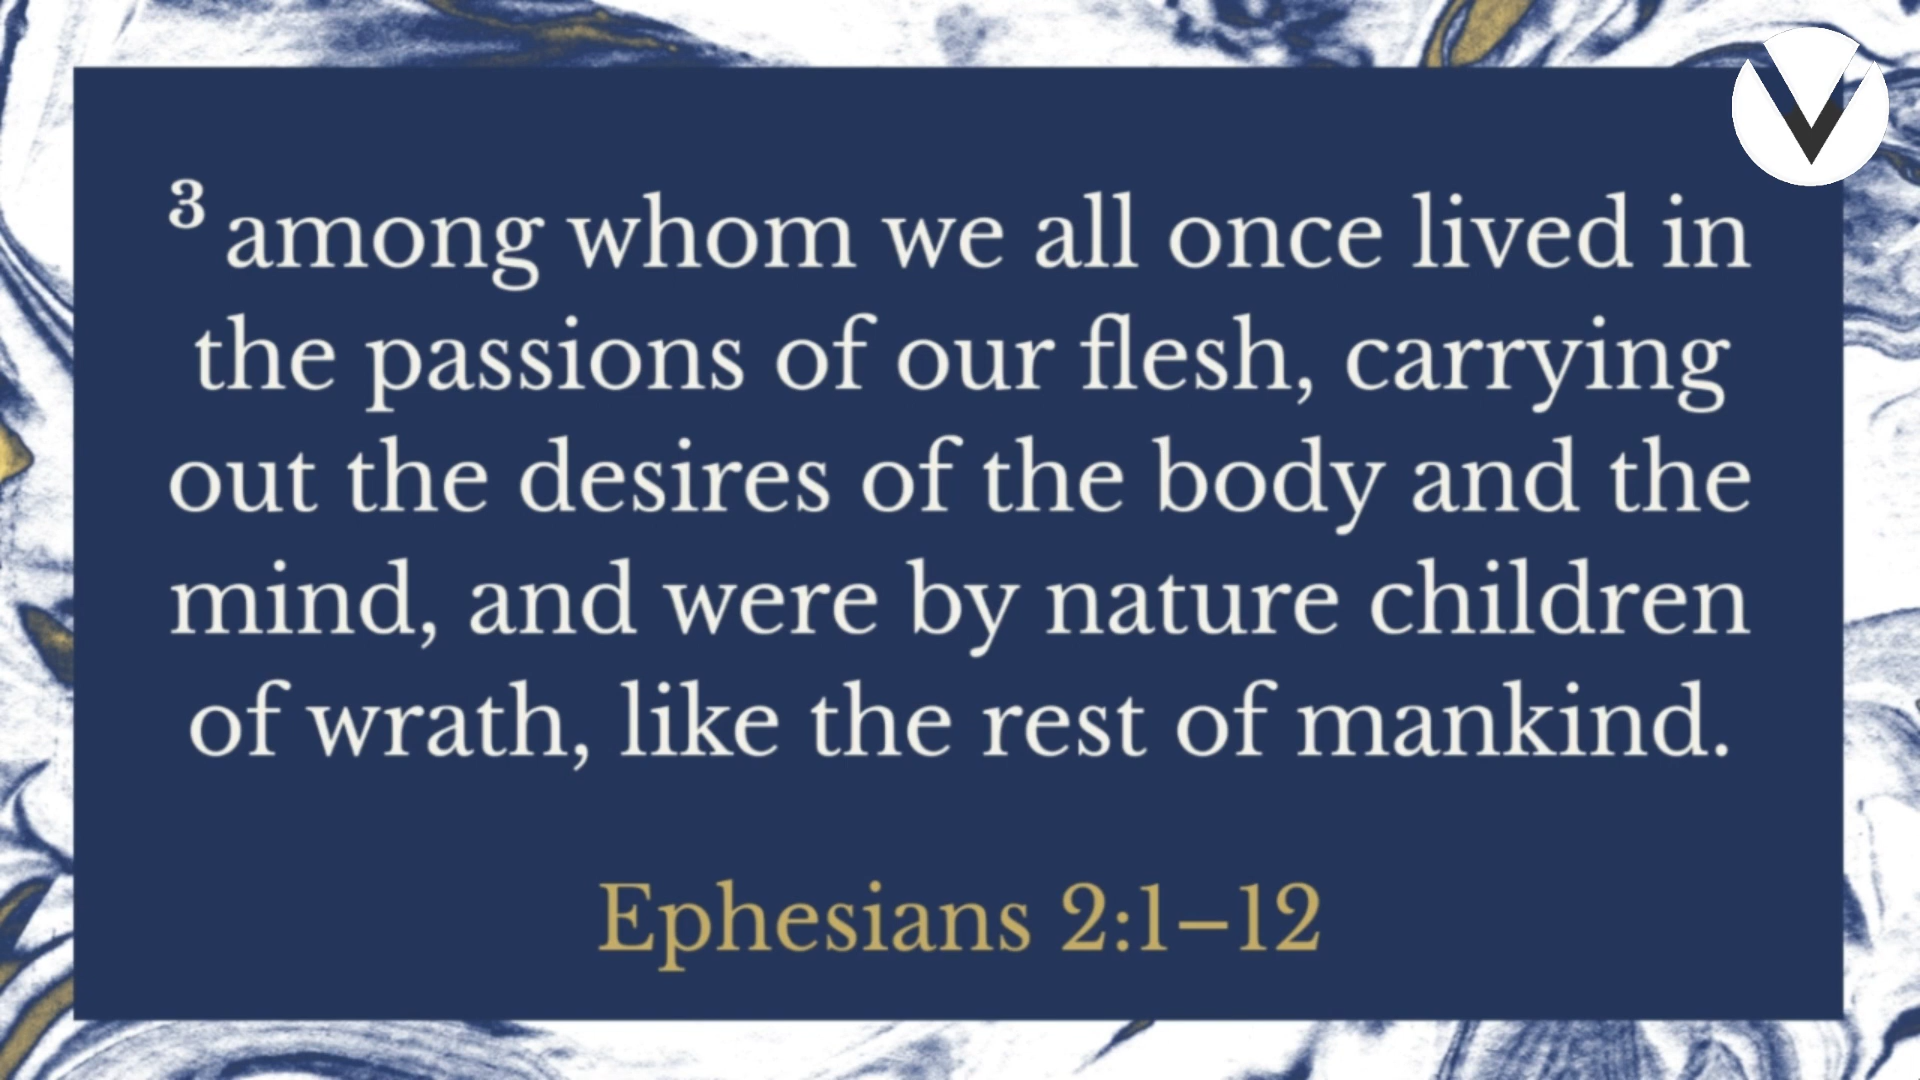 3 among whom we all once lived in
the passions of our flesh, carrying
out the desires of the body and the
mind, and were by nature children
of wrath, like the rest of mankind.
Ephesians 2:1–12